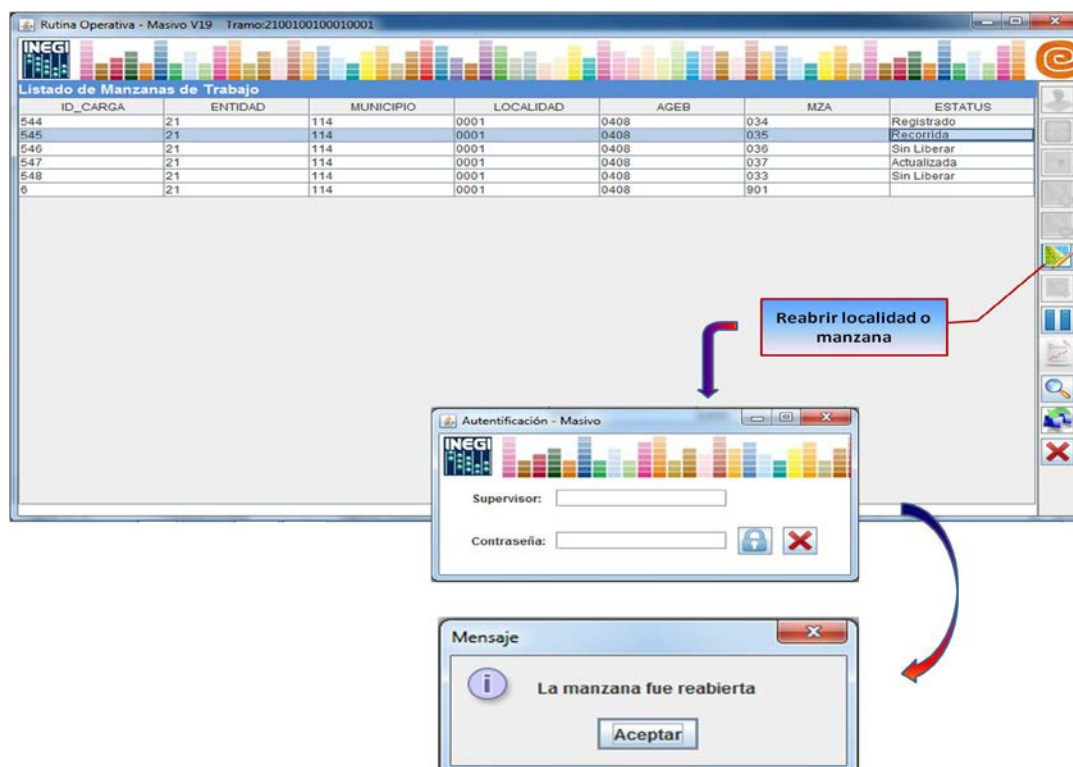 Rutina Operativa - Masivo V19 Tramo:2100100100010001
INEGI
Listado de Manzanas de Trabajo
ID_CARGA ENTIDAD MUNICIPIO LOCALIDAD AGEB MZA ESTATUS
544 21 114 0001 0408 034 Registrado
545 21 114 0001 0408 035 Recorrida
546 21 114 0001 0408 036 Sin Liberar
547 21 114 0001 0408 037 Actualizada
548 21 114 0001 0408 033 Sin Liberar
6 21 114 0001 0408 901
Reabrir localidad o
manzana
Autentificación - Masivo
INEGI
Supervisor:
Contraseña:
Mensaje
La manzana fue reabierta
Aceptar